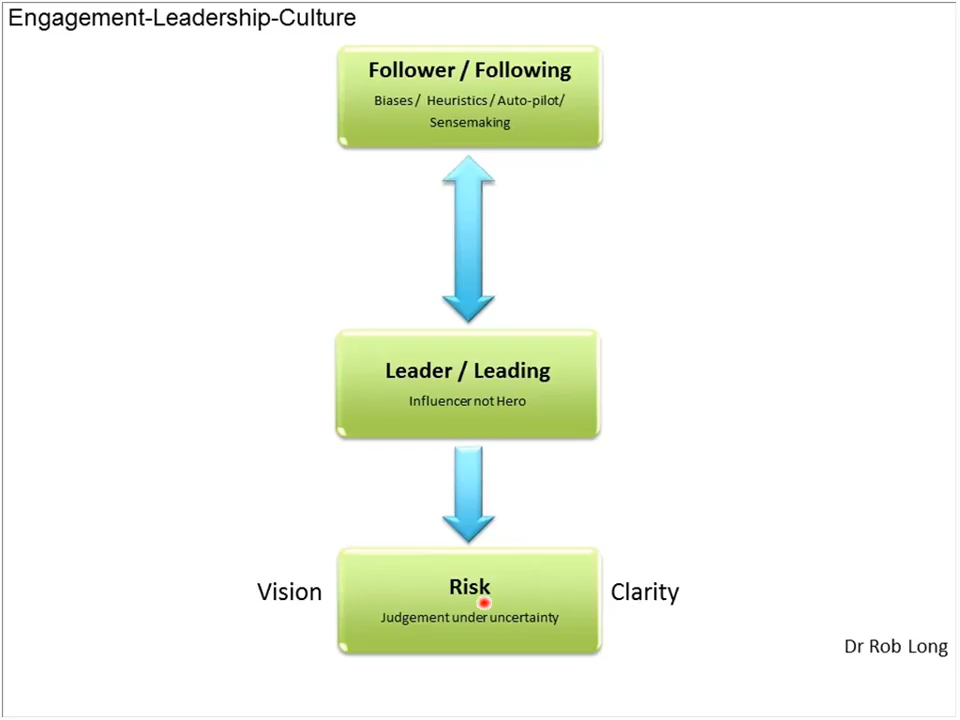 Engagement-Leadership-Culture
Follower / Following
Biases / Heuristics / Auto-pilot/
Sensemaking
Leader / Leading
Influencer not Hero
Vision
Risk
Judgement under uncertainty
Clarity
Dr Rob Long